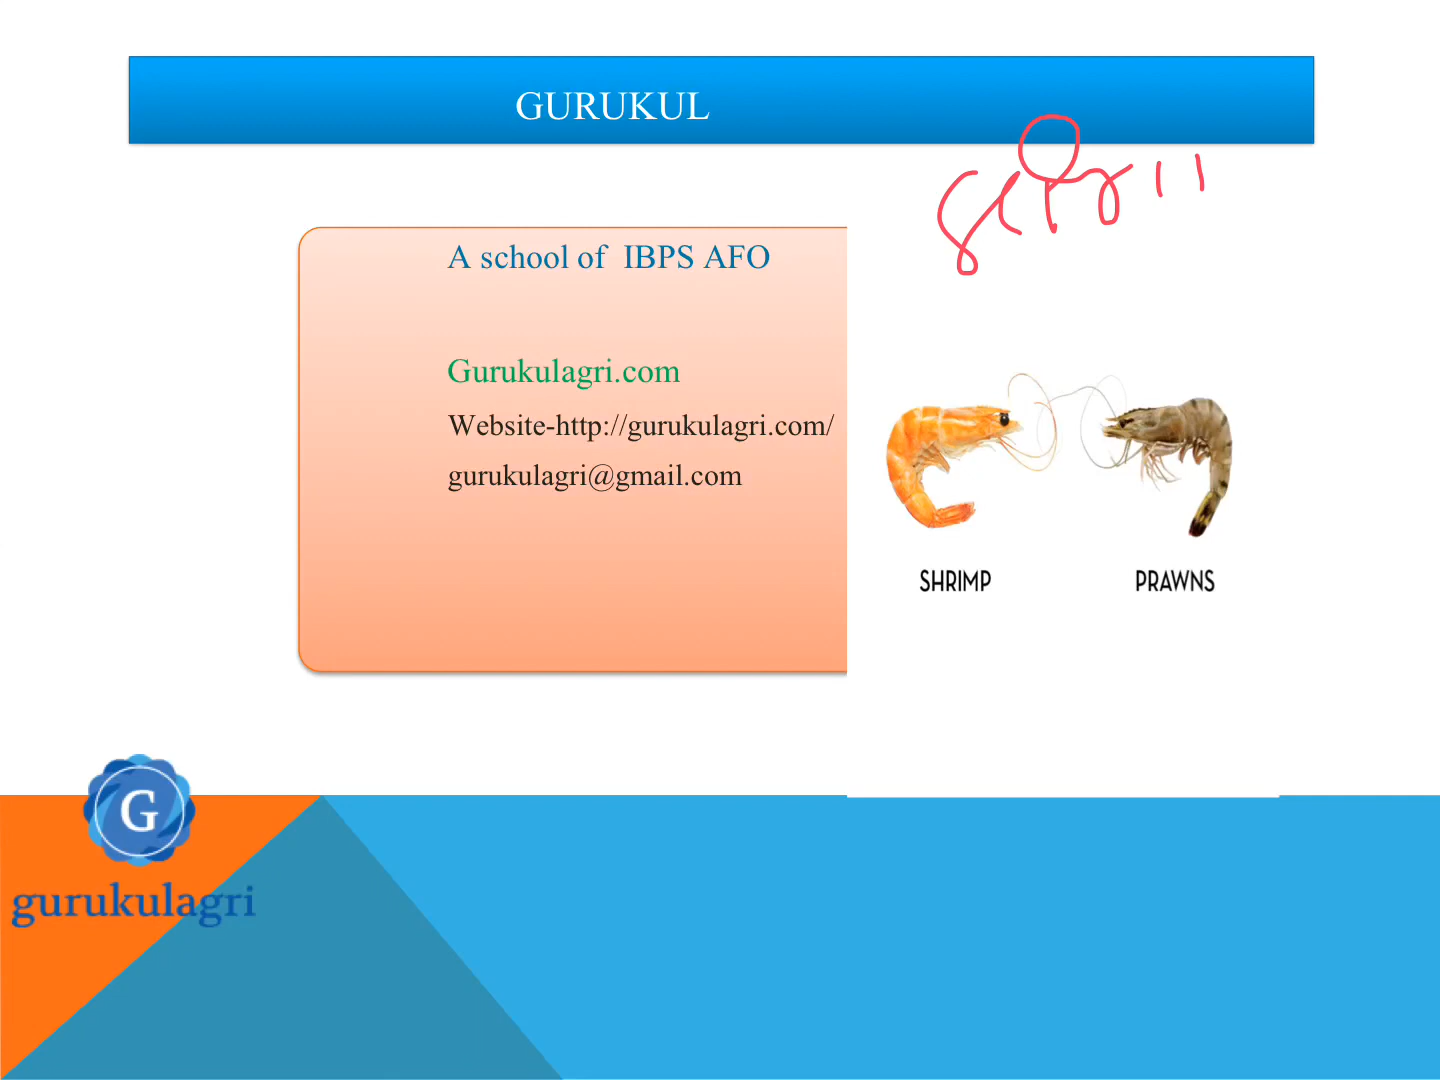 GURUKUL
A school of IBPS AFO
Gurukulagri.com
Website-http://gurukulagri.com/
gurukulagri@gmail.com
SHRIMP PRAWNS
G
gurukulagri